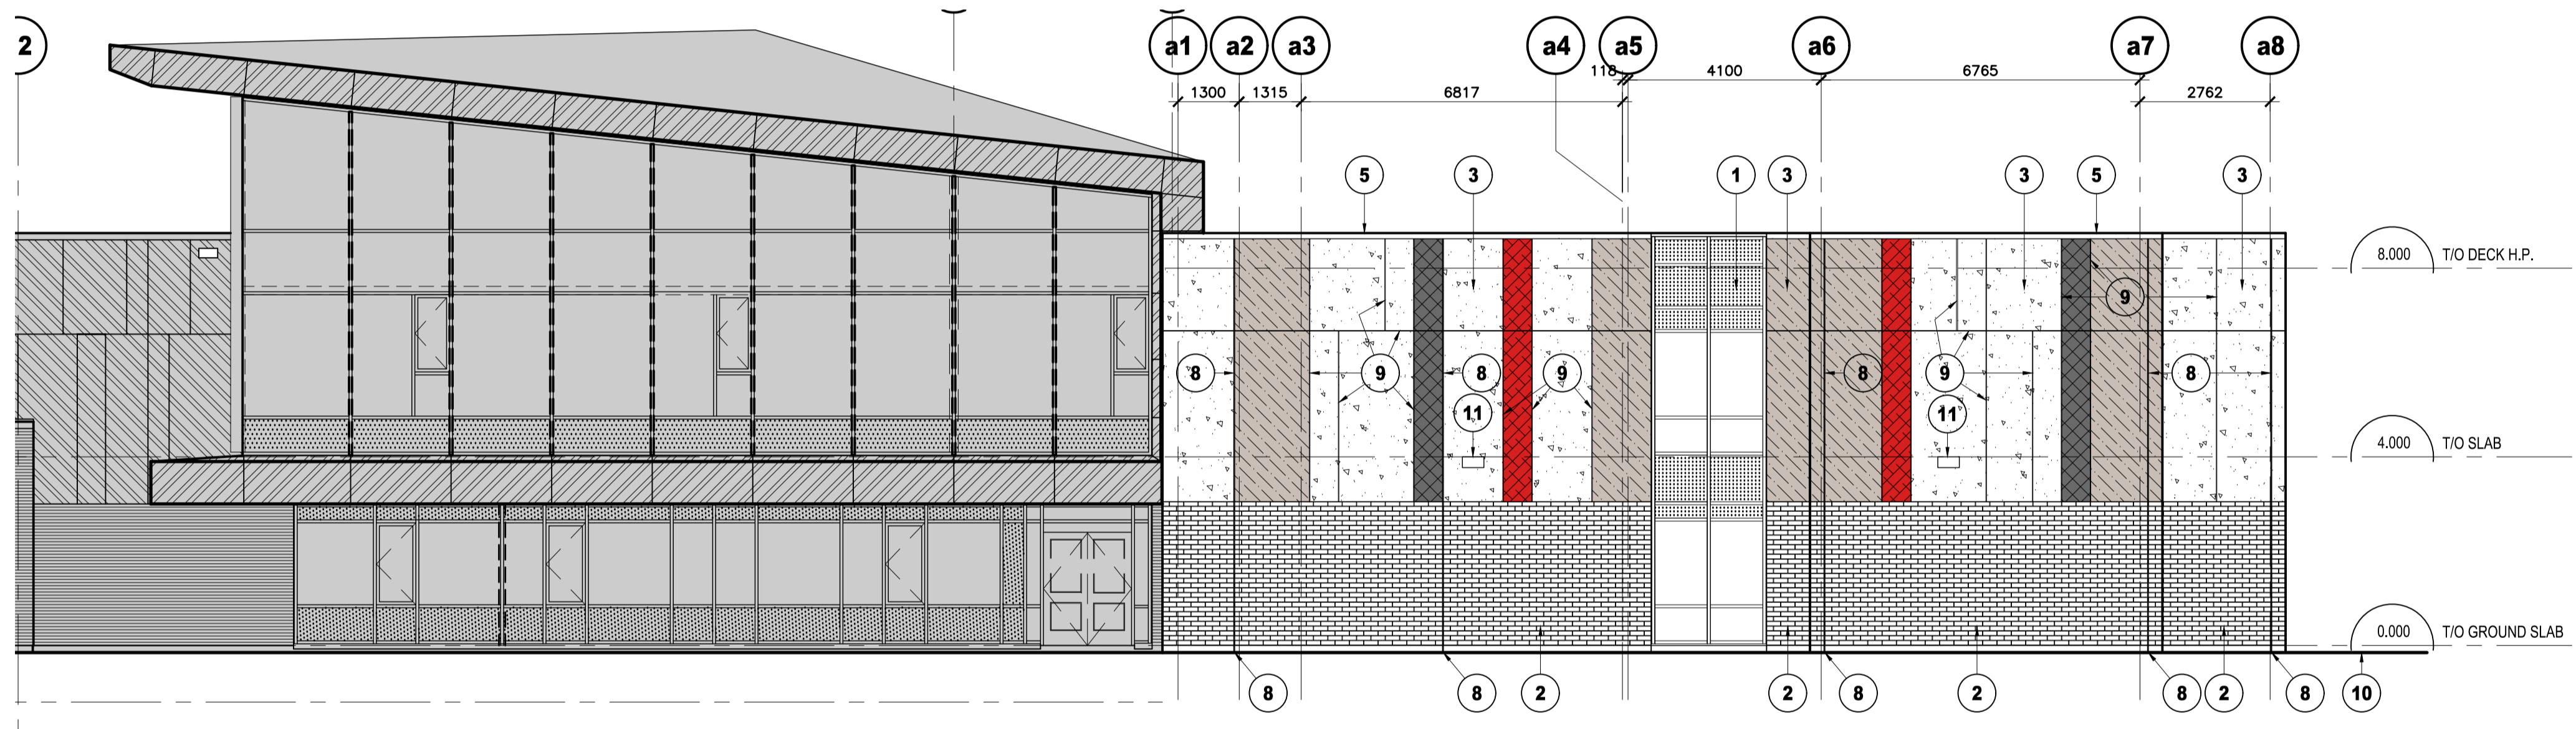 2 a1 a2 a3 a4 a5 a6 a7 a8
118 4100 6765
1300 1315 6817 2762
5 3 1 3 3 5 3
8.000 T/O DECK H.P.
9
8 9 8 9 8 9 8
11 11
4.000 T/O SLAB
0.000 T/O GROUND SLAB
8 8 2 2 8 2 8 2 8 10